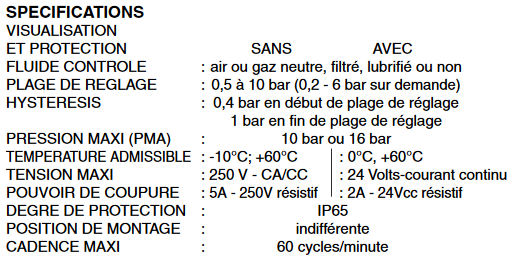 SPECIFICATIONS
VISUALISATION
ET PROTECTION SANS AVEC
FLUIDE CONTROLE : air ou gaz neutre, filtré, lubrifié ou non
PLAGE DE REGLAGE : 0,5 à 10 bar (0,2 - 6 bar sur demande)
HYSTERESIS : 0,4 bar en début de plage de réglage
1 bar en fin de plage de réglage
PRESSION MAXI (PMA) : 10 bar ou 16 bar
TEMPERATURE ADMISSIBLE : -10°C; +60°C : 0°C, +60°C
TENSION MAXI : 250 V - CA/CC : 24 Volts-courant continu
POUVOIR DE COUPURE : 5A - 250V résistif : 2A - 24Vcc résistif
DEGRE DE PROTECTION : IP65
POSITION DE MONTAGE : indifférente
CADENCE MAXI : 60 cycles/minute